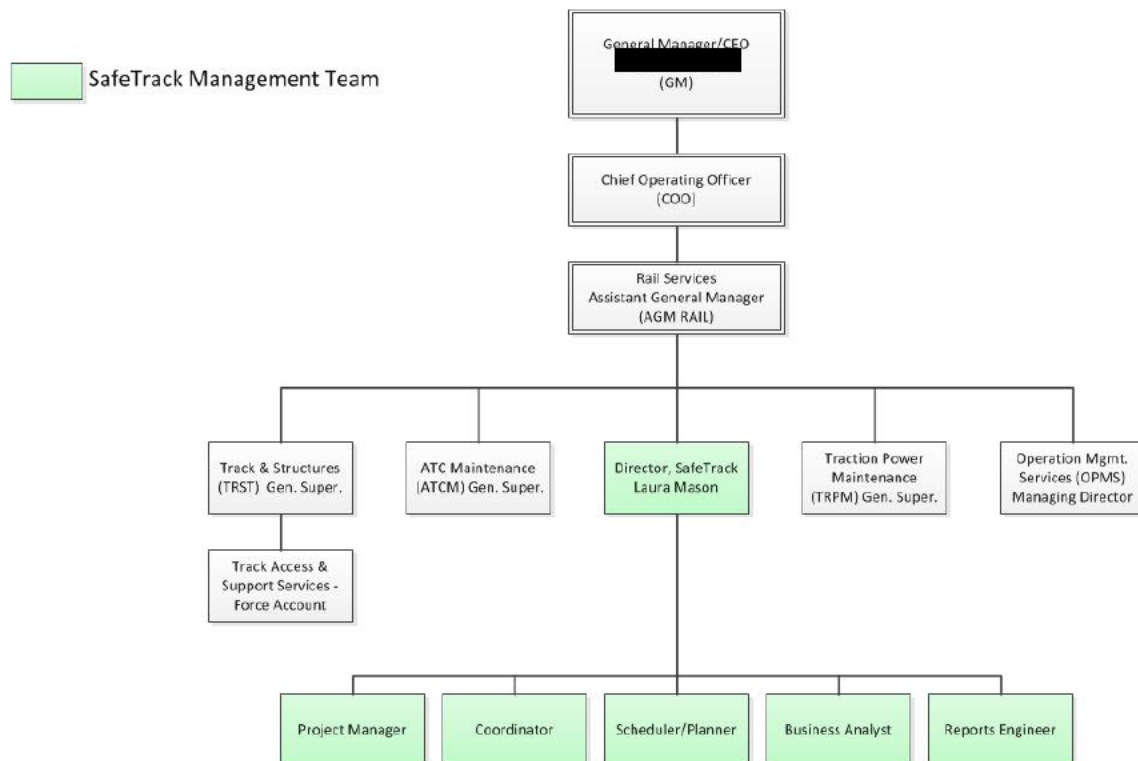 SafeTrack Management Team
General Manager/CEO
(GM)
Chief Operating Officer
(COO)
Rail Services
Assistant General Manager
(AGM RAIL)
Track & Structures
(TRST) Gen. Super.
ATC Maintenance
(ATCM) Gen. Super.
Director, SafeTrack
Laura Mason
Traction Power
Maintenance
(TRPM) Gen. Super.
Operation Mgmt.
Services (OPMS)
Managing Director
Track Access &
Support Services -
Force Account
Project Manager
Coordinator
Scheduler/Planner
Business Analyst
Reports Engineer